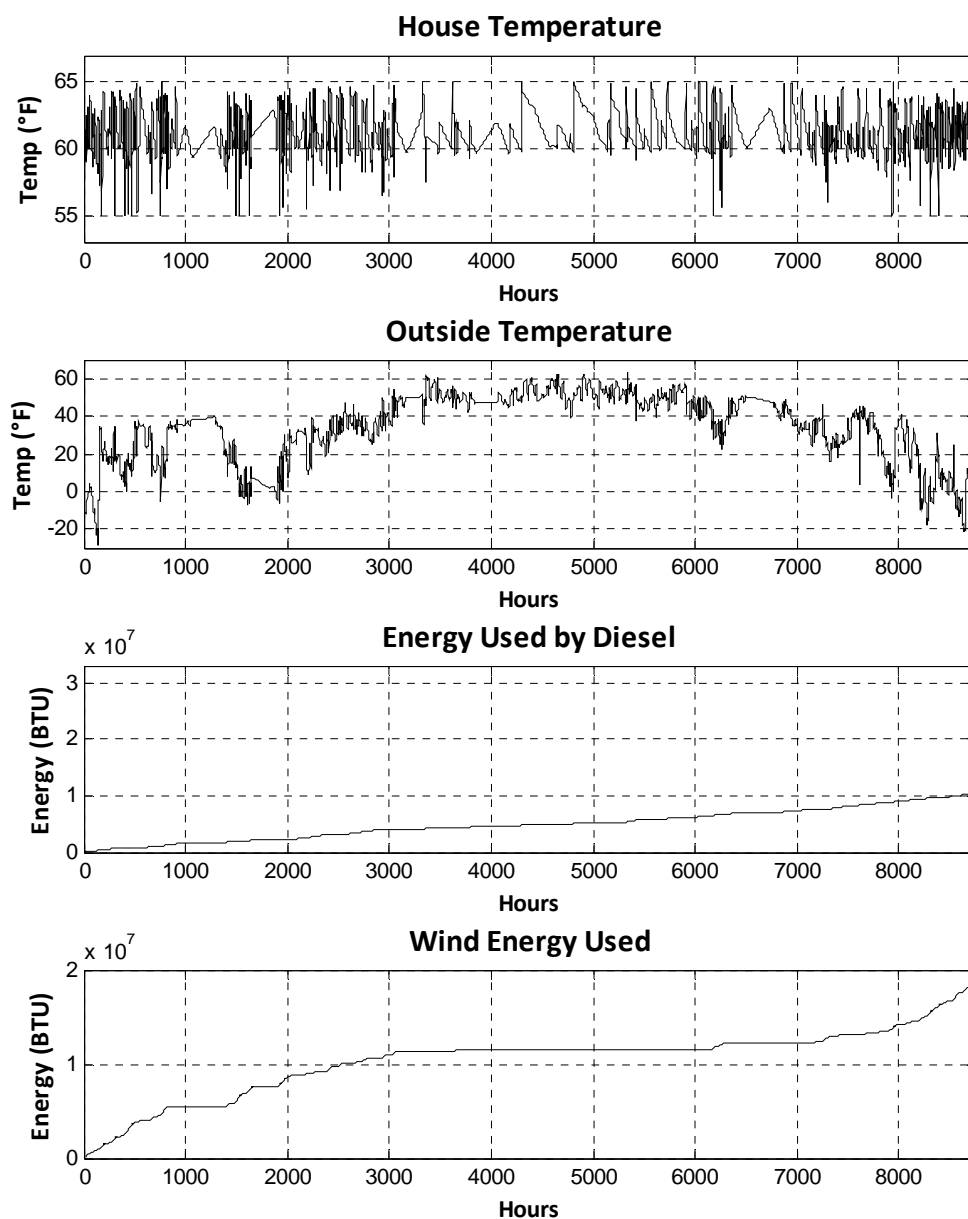 House Temperature
65
60
55
Temp (°F)
0 1000 2000 3000 4000 5000 6000 7000 8000
Hours
Outside Temperature
60
40
20
0
-20
Temp (°F)
0 1000 2000 3000 4000 5000 6000 7000 8000
Hours
x 10^7
Energy Used by Diesel
3
2
1
0
Energy (BTU)
0 1000 2000 3000 4000 5000 6000 7000 8000
Hours
x 10^7
Wind Energy Used
2
1
0
Energy (BTU)
0 1000 2000 3000 4000 5000 6000 7000 8000
Hours